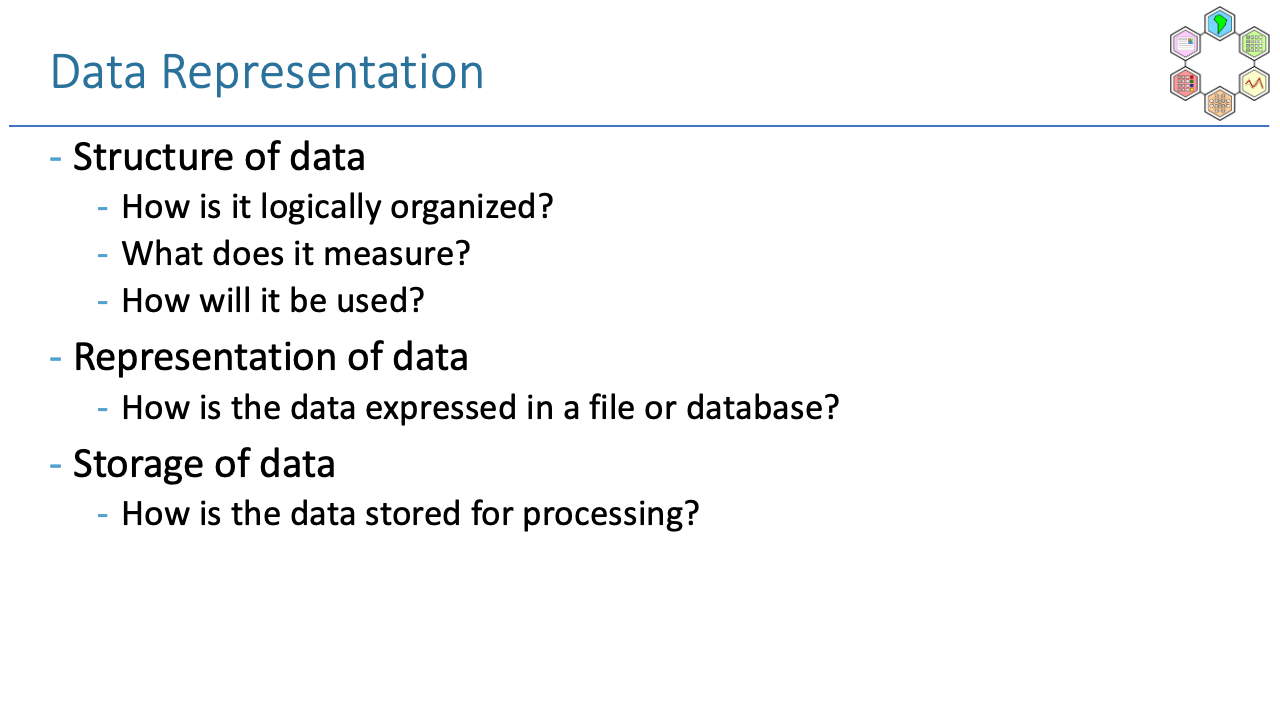 Data Representation
- Structure of data
- How is it logically organized?
- What does it measure?
- How will it be used?
- Representation of data
- How is the data expressed in a file or database?
- Storage of data
- How is the data stored for processing?